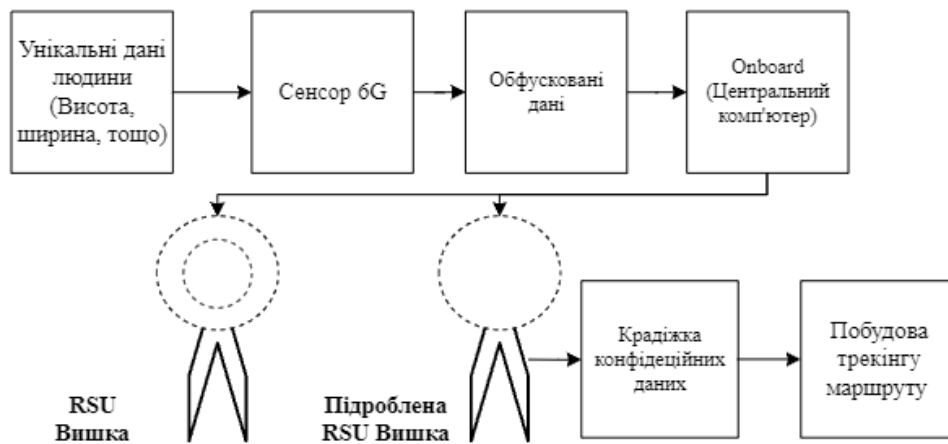 Унікальні дані
людини
(Висота,
ширина, тощо)
Сенсор 6G
Обфусковані
дані
Onboard
(Центральний
комп'ютер)
RSU
Вишка
Підроблена
RSU Вишка
Крадіжка
конфідеційних
даних
Побудова
трекінгу
маршруту